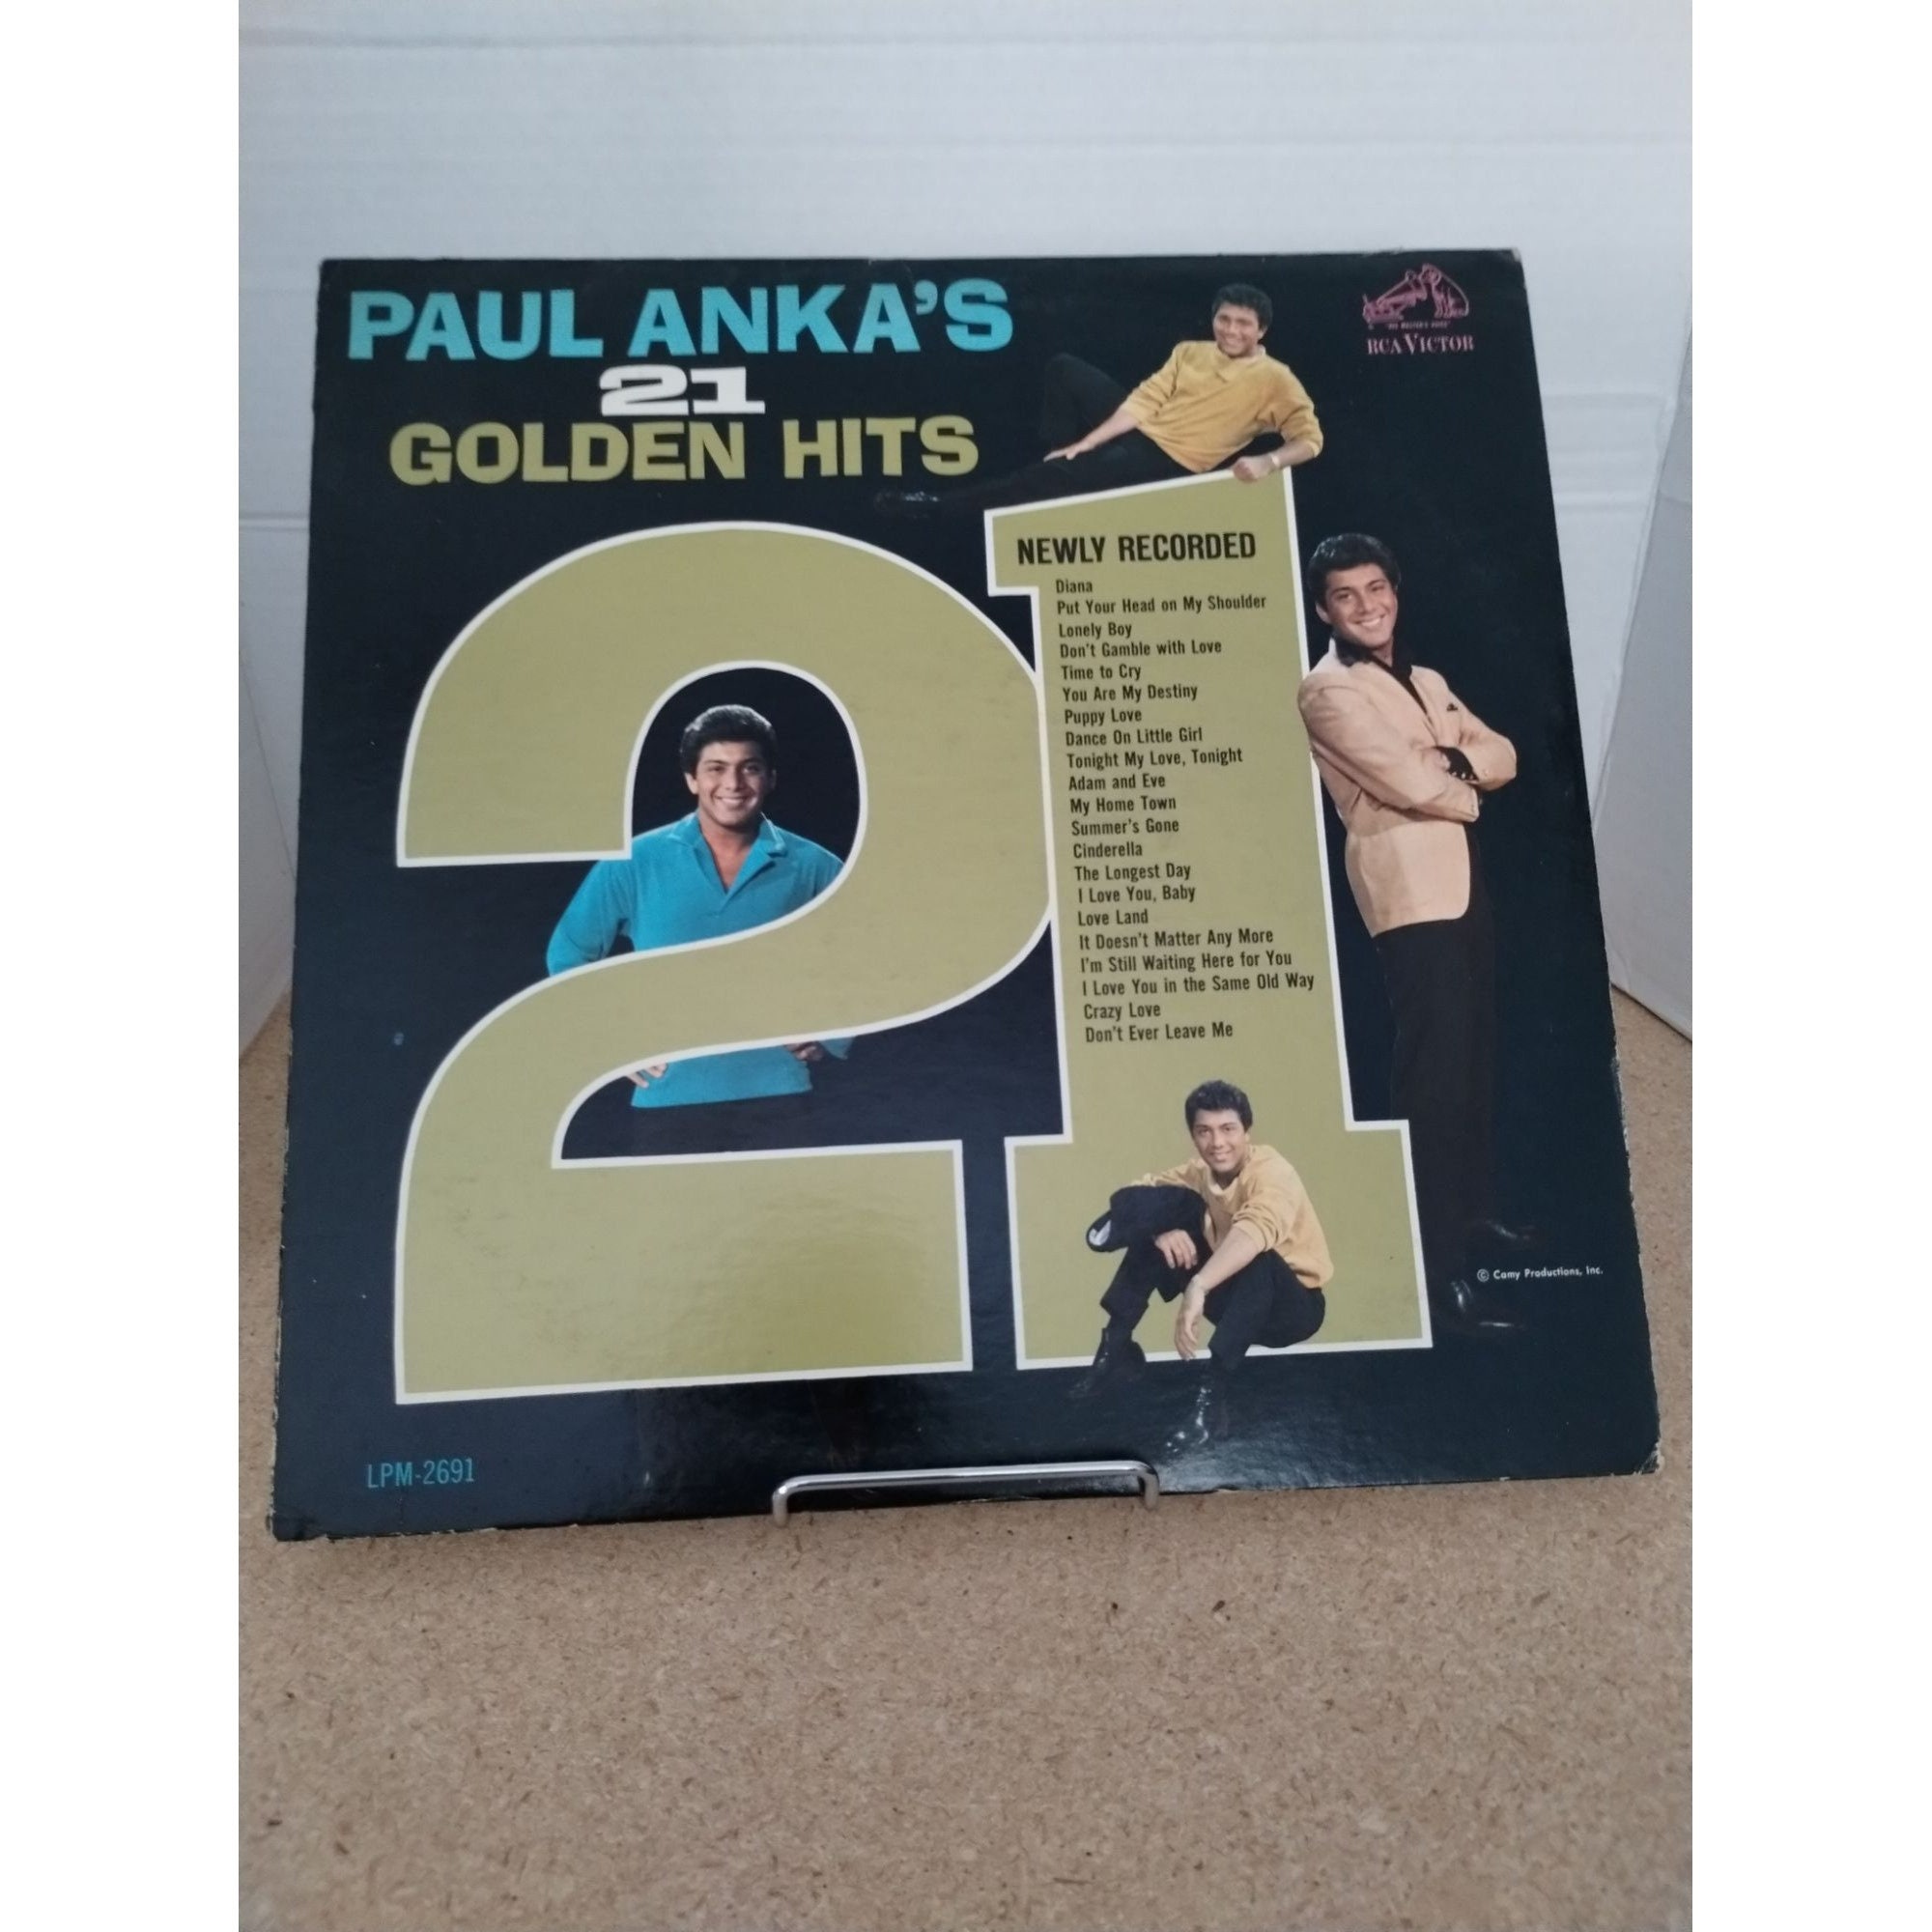 PAUL ANKA'S
21
GOLDEN HITS
"HIS MASTER'S VOICE"
RCA VICTOR
21
NEWLY RECORDED
Diana
Put Your Head on My Shoulder
Lonely Boy
Don't Gamble with Love
Time to Cry
You Are My Destiny
Puppy Love
Dance On Little Girl
Tonight My Love, Tonight
Adam and Eve
My Home Town
Summer's Gone
Cinderella
The Longest Day
I Love You, Baby
Love Land
It Doesn't Matter Any More
I'm Still Waiting Here for You
I Love You in the Same Old Way
Crazy Love
Don't Ever Leave Me
© Camy Productions, Inc.
LPM-2691